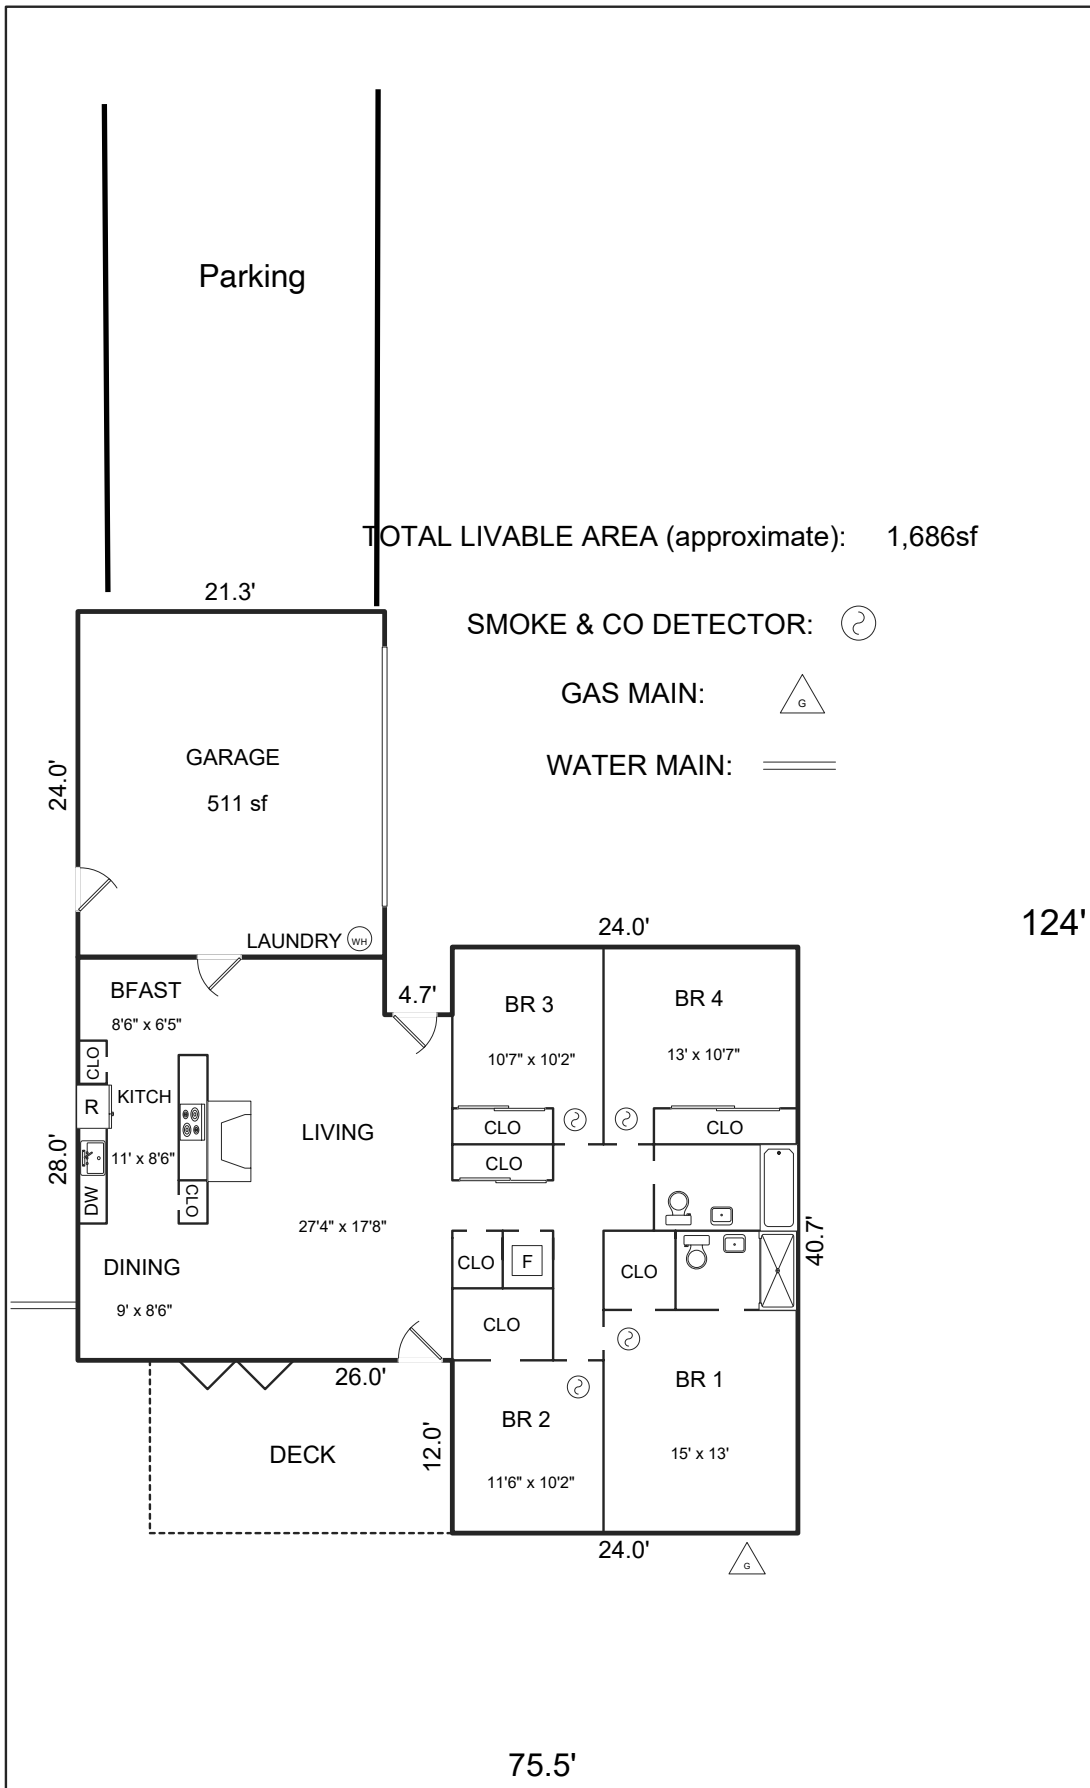 Parking
TOTAL LIVABLE AREA (approximate): 1,686sf
21.3'
SMOKE & CO DETECTOR:
GAS MAIN:
G
WATER MAIN:
GARAGE
24.0'
511 sf
124'
24.0'
LAUNDRY
WH
BFAST
4.7'
BR 3
BR 4
8'6" x 6'5"
10'7" x 10'2"
13' x 10'7"
CLO
R
KITCH
LIVING
CLO
CLO
28.0'
11' x 8'6"
CLO
DW
CLO
27'4" x 17'8"
40.7'
DINING
CLO
F
CLO
9' x 8'6"
CLO
26.0'
BR 1
BR 2
12.0'
DECK
15' x 13'
11'6" x 10'2"
24.0'
G
75.5'